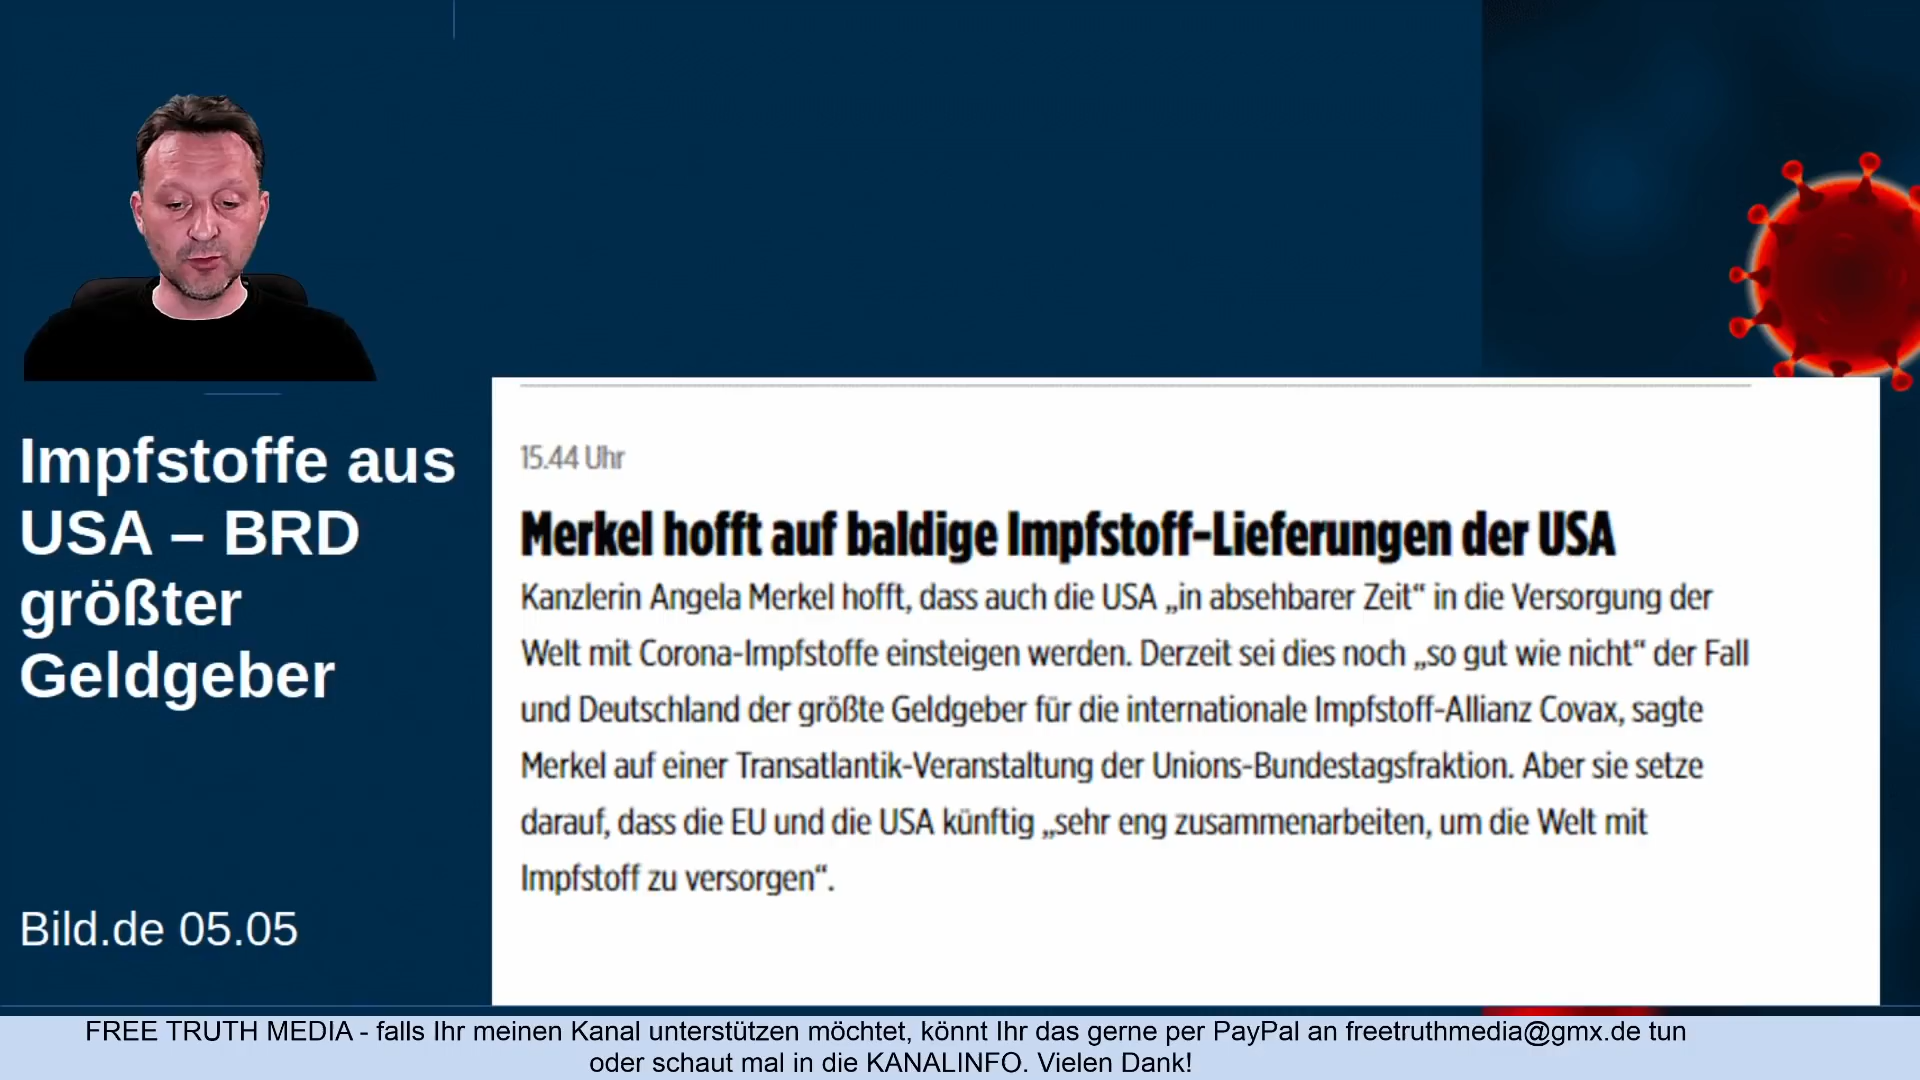 Impfstoffe aus
USA – BRD
größter
Geldgeber
Bild.de 05.05
15.44 Uhr
Merkel hofft auf baldige Impfstoff-Lieferungen der USA
Kanzlerin Angela Merkel hofft, dass auch die USA „in absehbarer Zeit“ in die Versorgung der
Welt mit Corona-Impfstoffe einsteigen werden. Derzeit sei dies noch „so gut wie nicht“ der Fall
und Deutschland der größte Geldgeber für die internationale Impfstoff-Allianz Covax, sagte
Merkel auf einer Transatlantik-Veranstaltung der Unions-Bundestagsfraktion. Aber sie setze
darauf, dass die EU und die USA künftig „sehr eng zusammenarbeiten, um die Welt mit
Impfstoff zu versorgen“.
FREE TRUTH MEDIA - falls Ihr meinen Kanal unterstützen möchtet, könnt Ihr das gerne per PayPal an freetruthmedia@gmx.de tun
oder schaut mal in die KANALINFO. Vielen Dank!